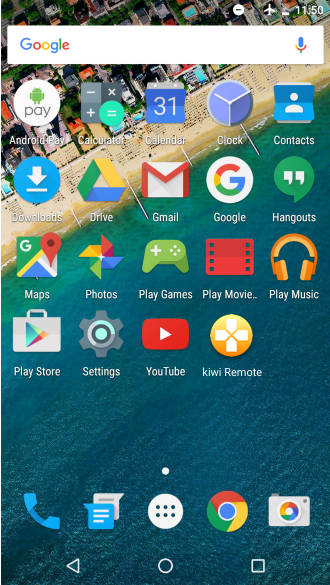 11:50
Google
pay
31
Android Pay
Calculator
Calendar
Clock
Contacts
Downloads
Drive
Gmail
Google
Hangouts
G
Maps
Photos
Play Games
Play Movie..
Play Music
Play Store
Settings
YouTube
kiwi Remote